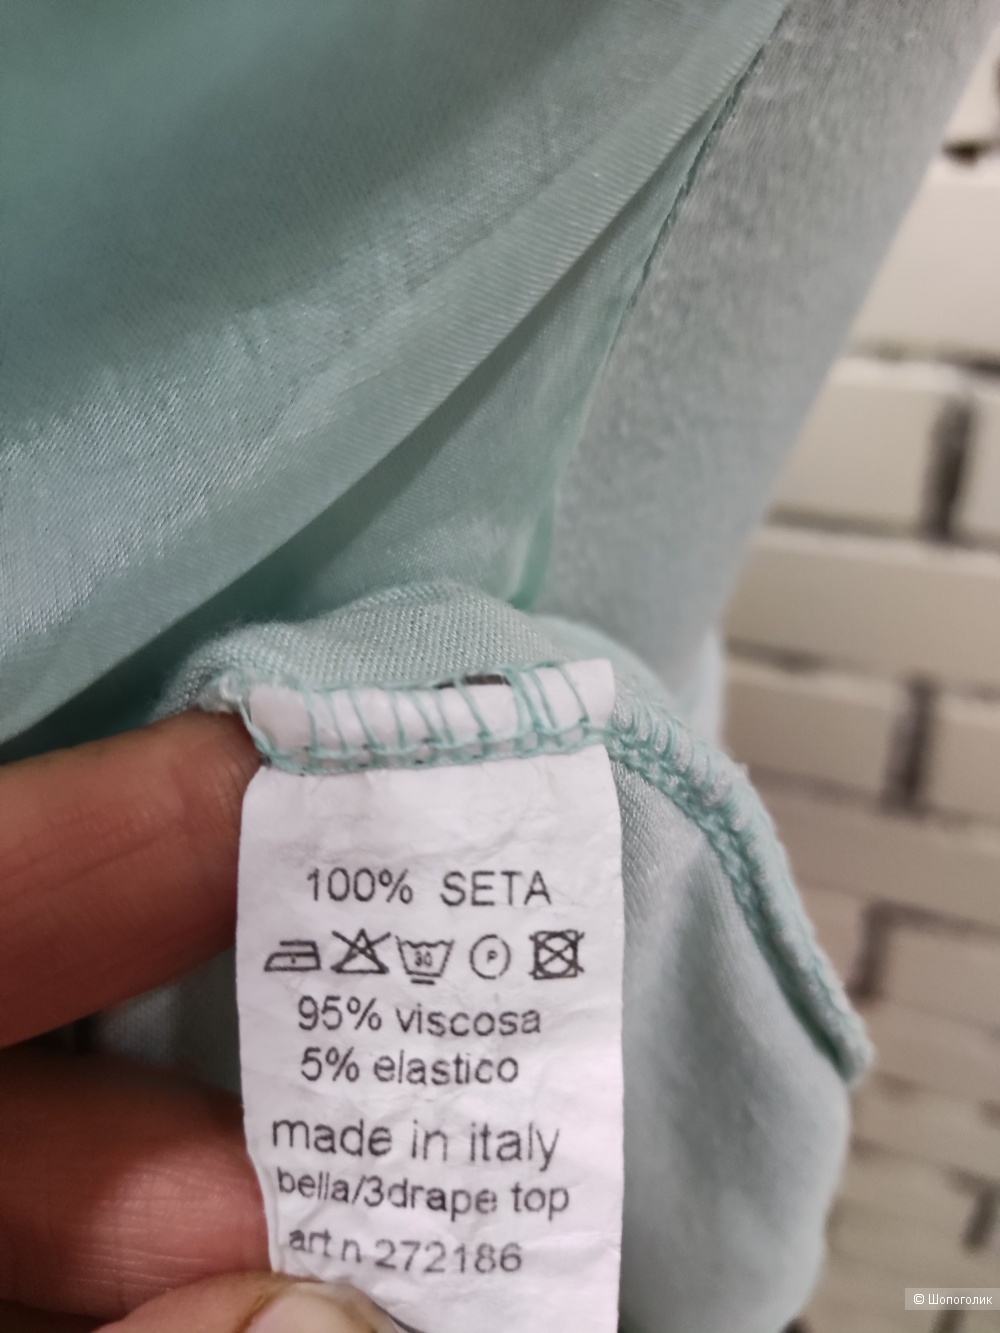 100% SETA
30 P
95% viscosa
5% elastico
made in italy
bella/3drape top
art n 272186
© Шопоголик